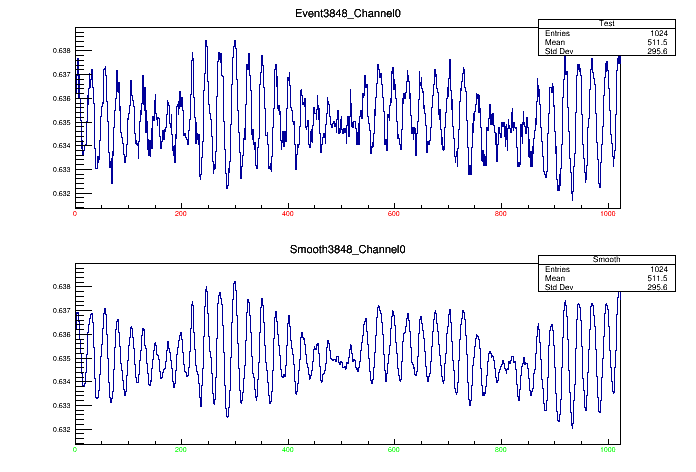 Event3848_Channel0
Test
Entries 1024
Mean 511.5
Std Dev 295.6
0.638
0.637
0.636
0.635
0.634
0.633
0.632
0 200 400 600 800 1000
Smooth3848_Channel0
Smooth
Entries 1024
Mean 511.5
Std Dev 295.6
0.638
0.637
0.636
0.635
0.634
0.633
0.632
0 200 400 600 800 1000